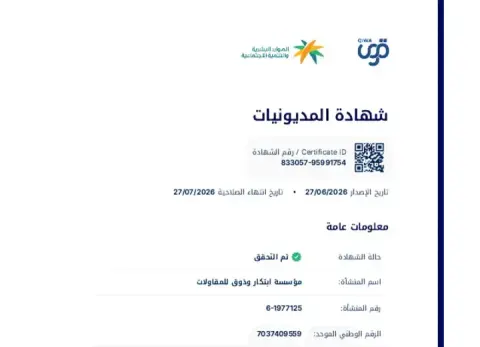 QIWA
قوى
الموارد البشرية
والتنمية الاجتماعية
شهادة المديونيات
رقم الشهادة / Certificate ID
833057-95991754
تاريخ الإصدار 27/06/2026 • تاريخ انتهاء الصلاحية 27/07/2026
معلومات عامة
حالة الشهادة تم التحقق
اسم المنشأة: مؤسسة ابتكار وذوق للمقاولات
رقم المنشأة: 6-1977125
الرقم الوطني الموحد: 7037409559